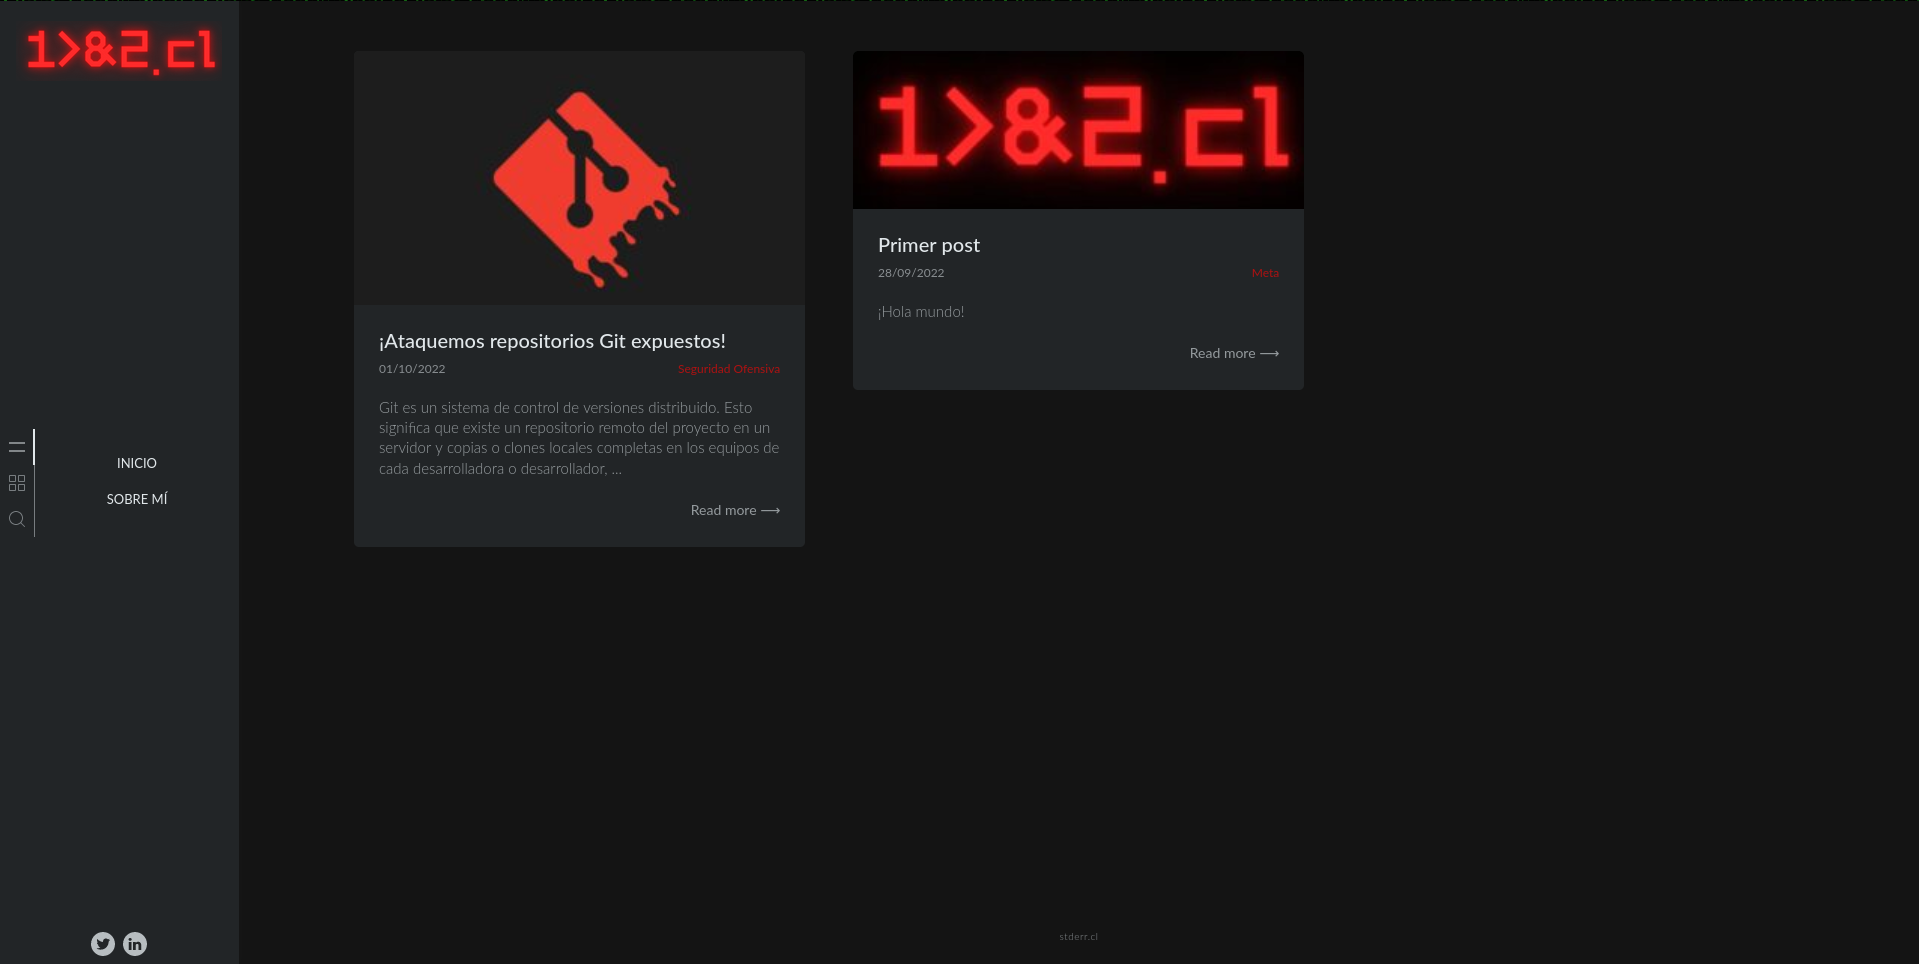 1>&2.cl
INICIO
SOBRE MÍ
¡Ataquemos repositorios Git expuestos!
01/10/2022
Seguridad Ofensiva
Git es un sistema de control de versiones distribuido. Esto
significa que existe un repositorio remoto del proyecto en un
servidor y copias o clones locales completas en los equipos de
cada desarrolladora o desarrollador, ...
Read more ⟶
1>&2.cl
Primer post
28/09/2022
Meta
¡Hola mundo!
Read more ⟶
in
stderr.cl